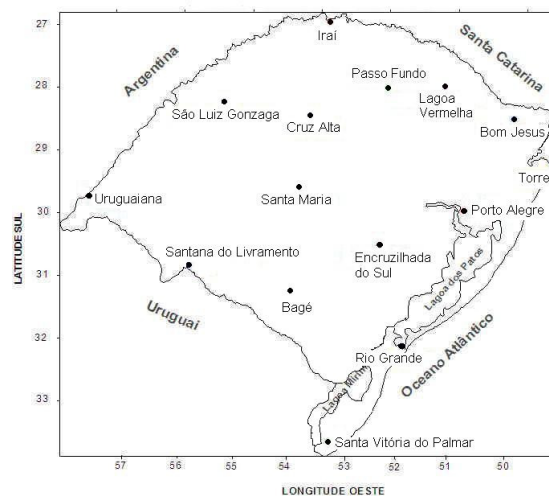 27
Iraí
Santa Catarina
Argentina
Passo Fundo
28
Lagoa
Vermelha
São Luiz Gonzaga
Cruz Alta
Bom Jesus
29
Torre
Santa Maria
Uruguaiana
LATITUDE SUL
30
Porto Alegre
Santana do Livramento
Encruzilhada
do Sul
Lagoa dos Patos
31
Bagé
Uruguai
32
Oceano Atlântico
Rio Grande
Lagoa Mirim
33
Santa Vitória do Palmar
57
56
55
54
53
52
51
50
LONGITUDE OESTE